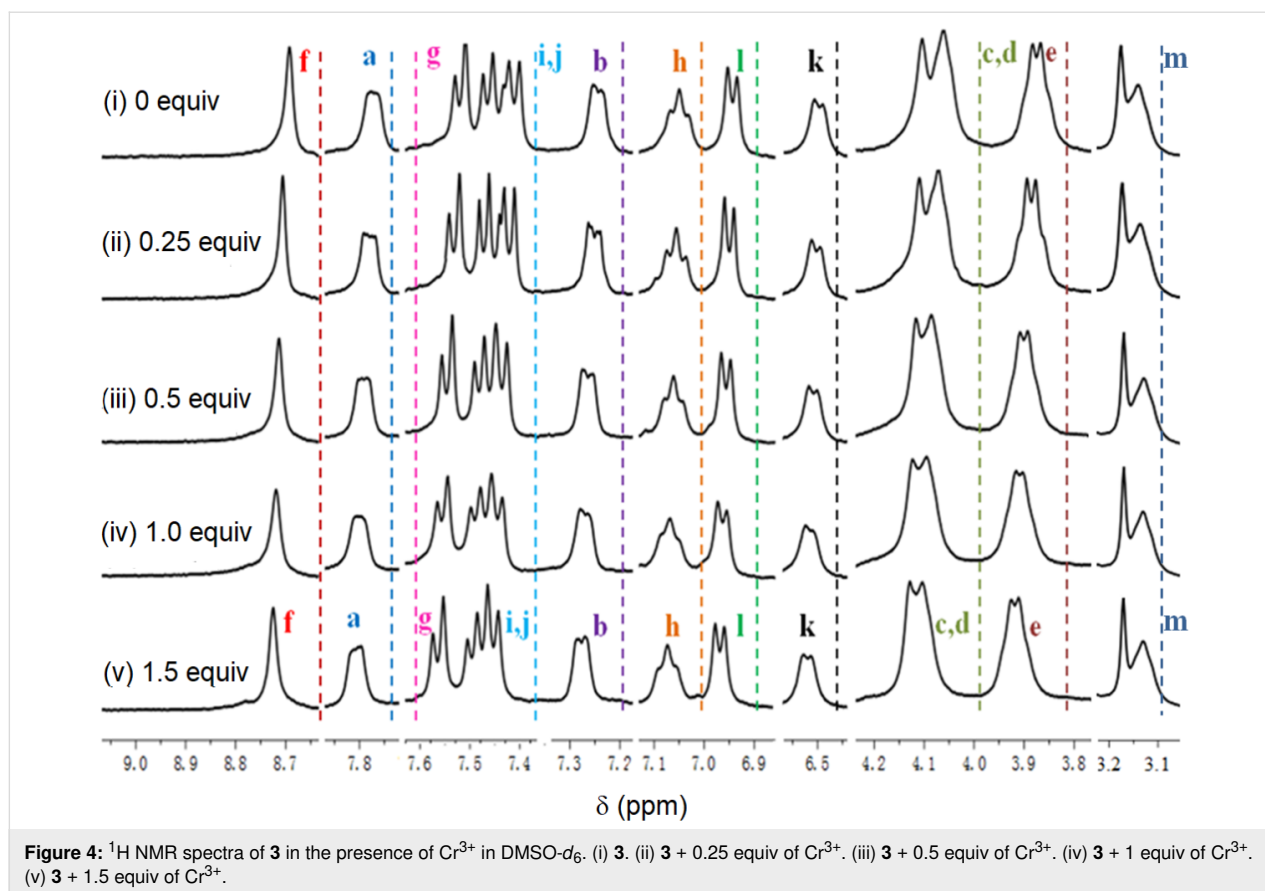 f a g i,j b h l k c,d e m
(i) 0 equiv
(ii) 0.25 equiv
(iii) 0.5 equiv
(iv) 1.0 equiv
f a g i,j b h l k c,d e m
(v) 1.5 equiv
9.0 8.9 8.8 8.7 7.8 7.6 7.5 7.4 7.3 7.2 7.1 7.0 6.9 6.5 4.2 4.1 4.0 3.9 3.8 3.2 3.1
δ (ppm)
Figure 4: ¹H NMR spectra of 3 in the presence of Cr³⁺ in DMSO-d₆. (i) 3. (ii) 3 + 0.25 equiv of Cr³⁺. (iii) 3 + 0.5 equiv of Cr³⁺. (iv) 3 + 1 equiv of Cr³⁺.
(v) 3 + 1.5 equiv of Cr³⁺.